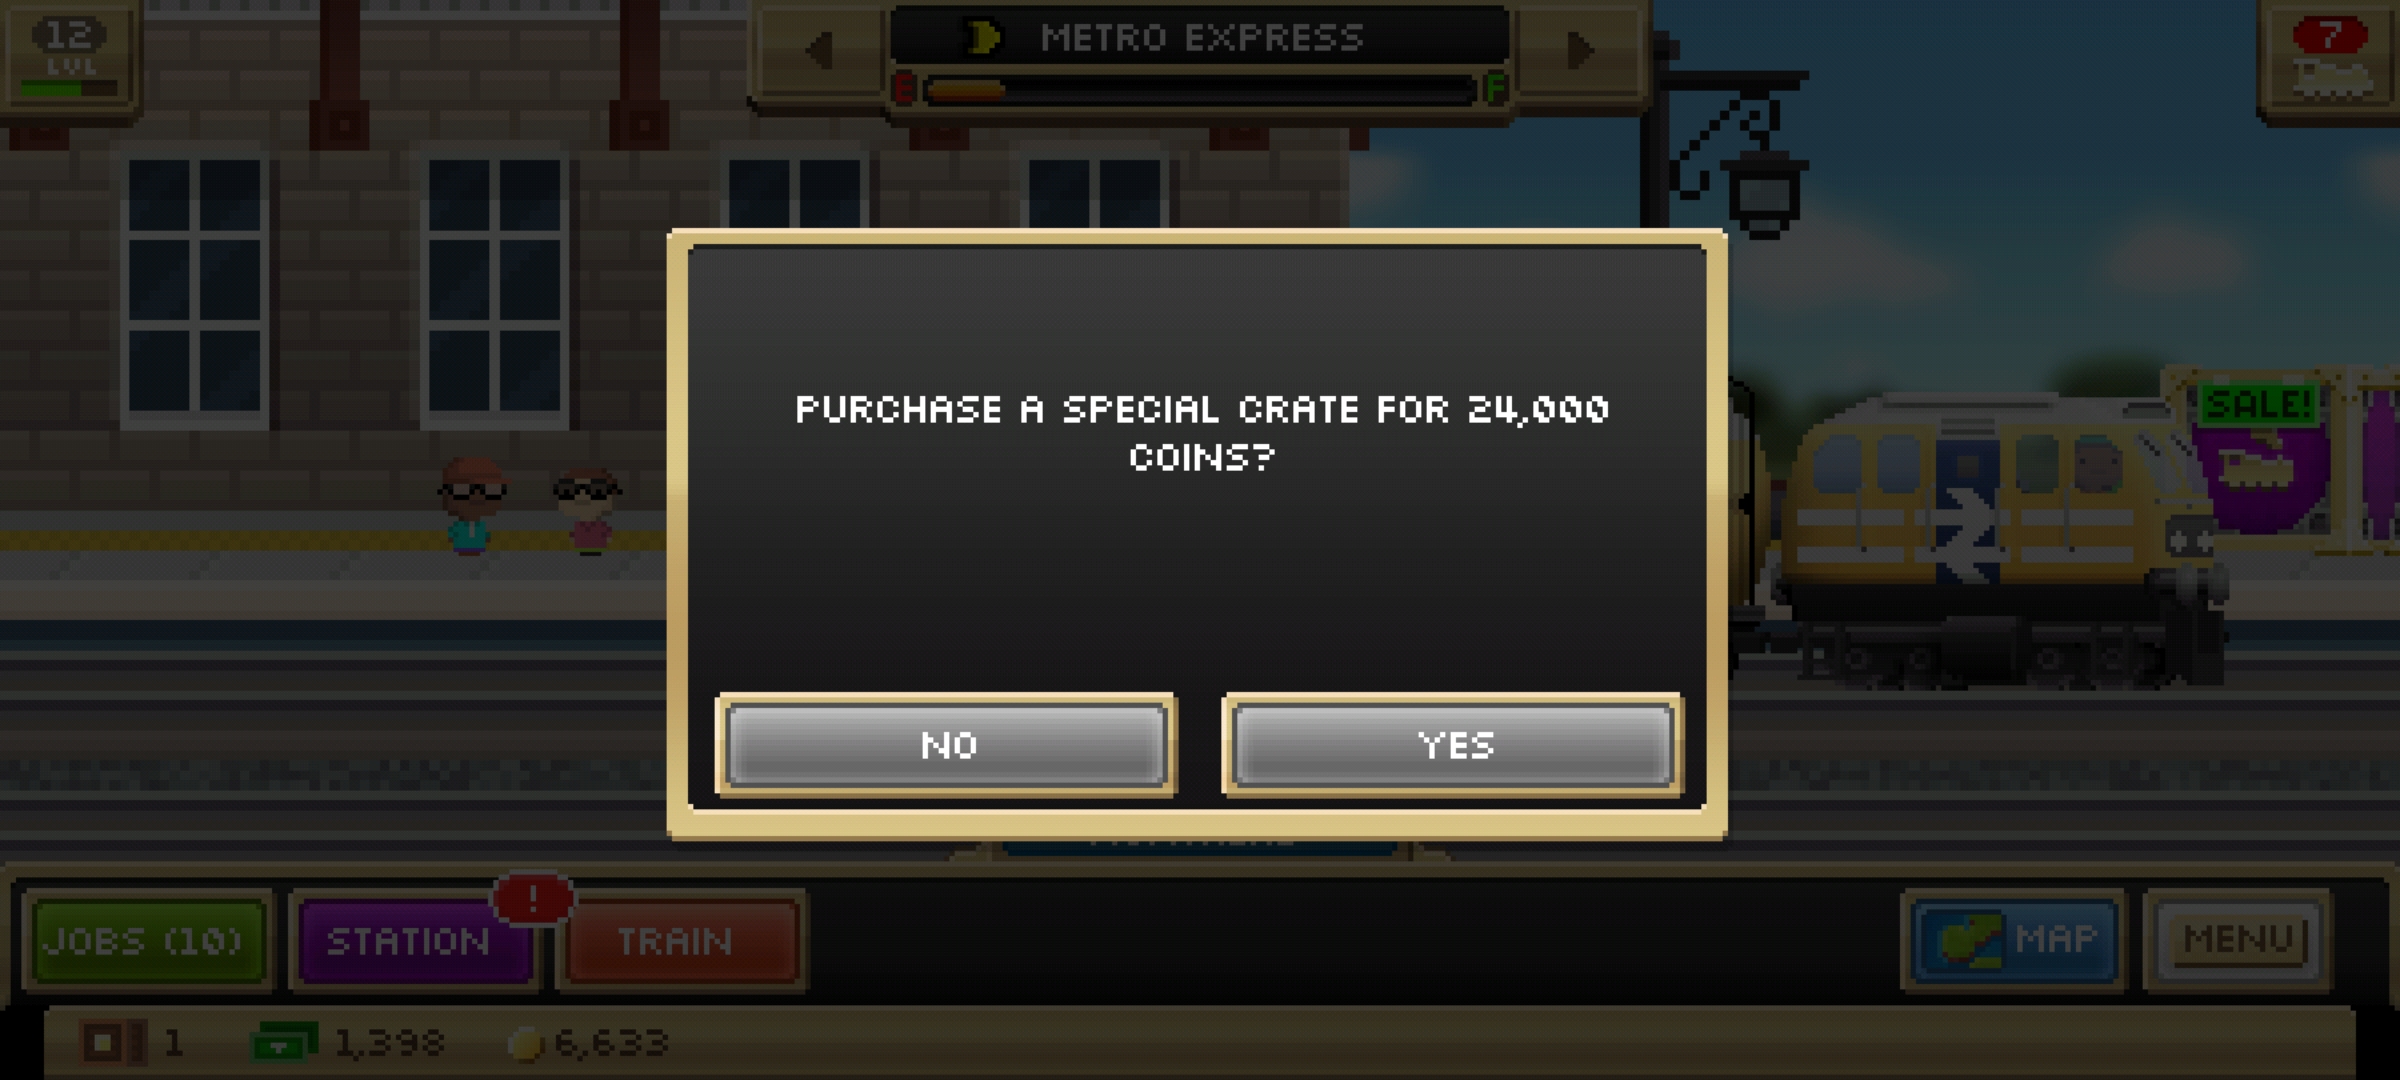 12
LVL
METRO EXPRESS
E
F
7
SALE!
PURCHASE A SPECIAL CRATE FOR 24,000
COINS?
NO
YES
JOBS (10)
STATION
!
TRAIN
MAP
MENU
1
1,398
6,633